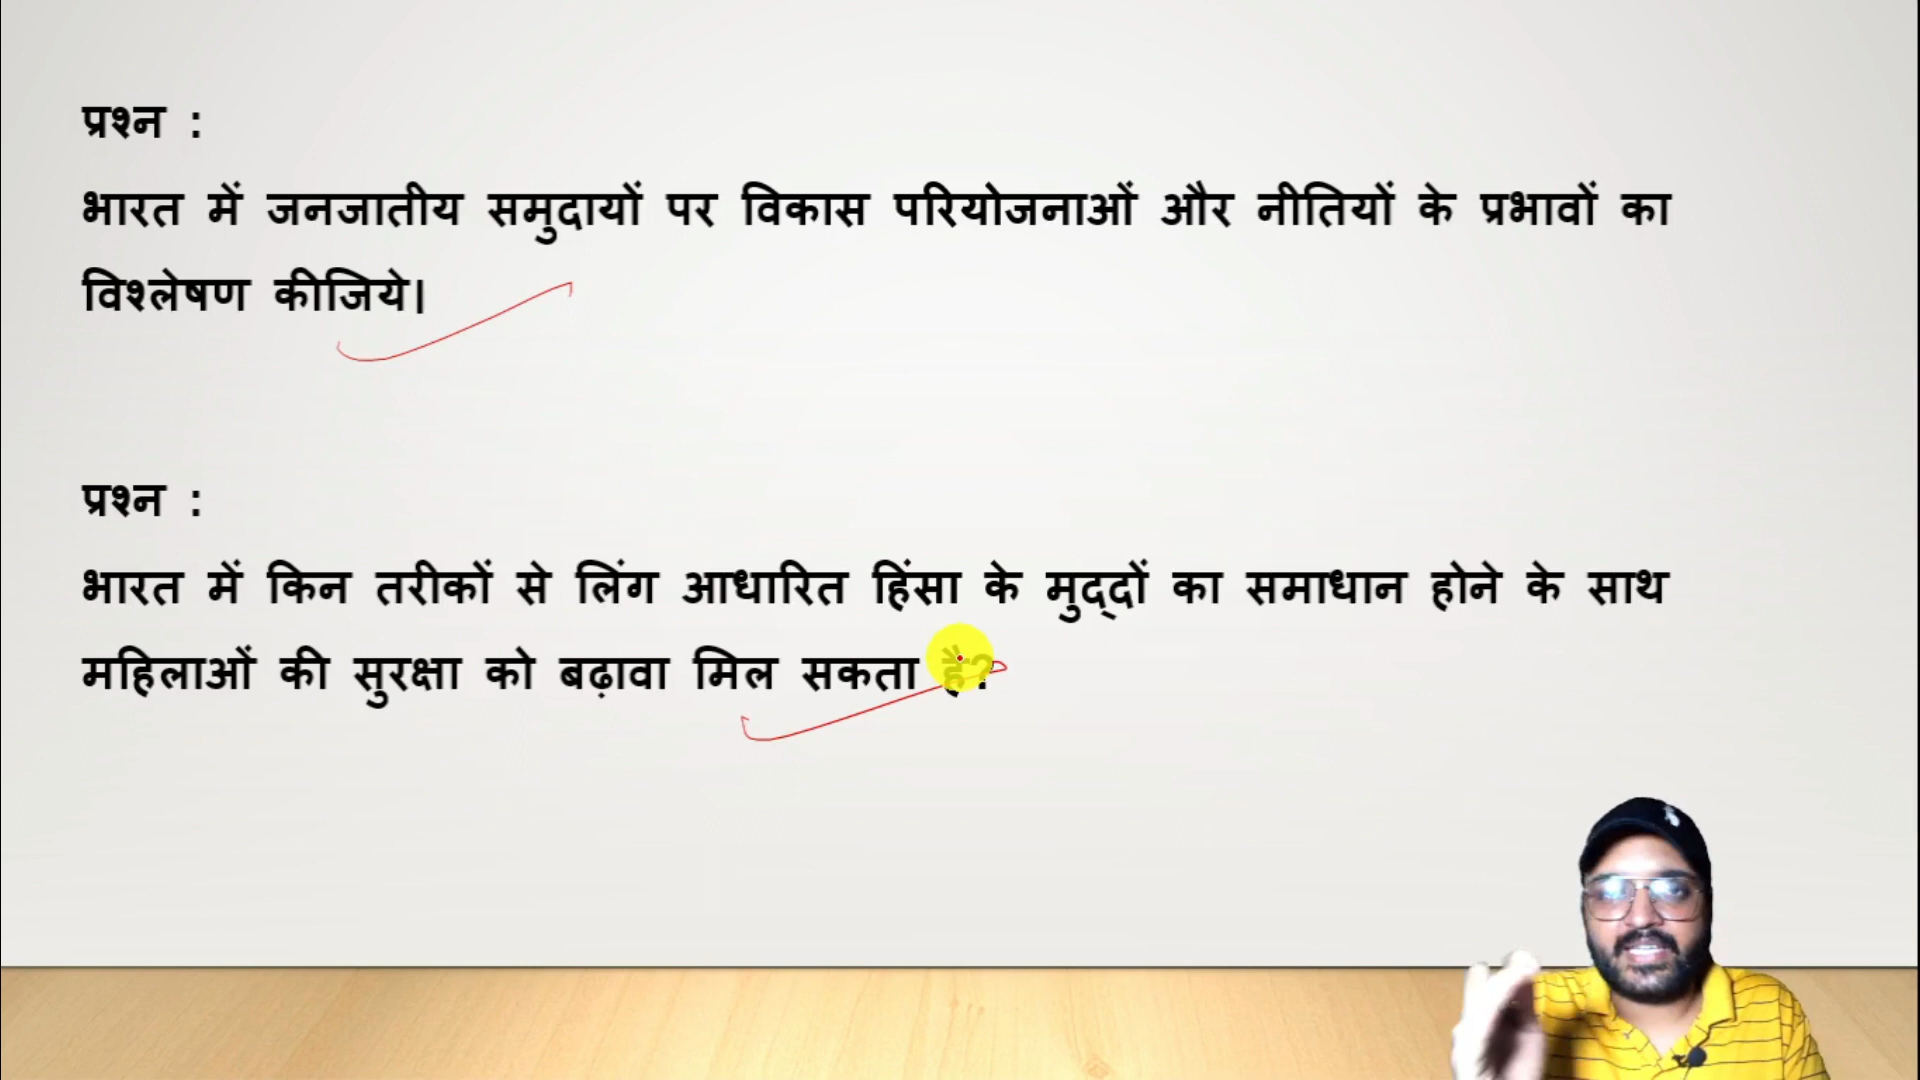 प्रश्न :
भारत में जनजातीय समुदायों पर विकास परियोजनाओं और नीतियों के प्रभावों का
विश्लेषण कीजिये।
प्रश्न :
भारत में किन तरीकों से लिंग आधारित हिंसा के मुद्दों का समाधान होने के साथ
महिलाओं की सुरक्षा को बढ़ावा मिल सकता है?